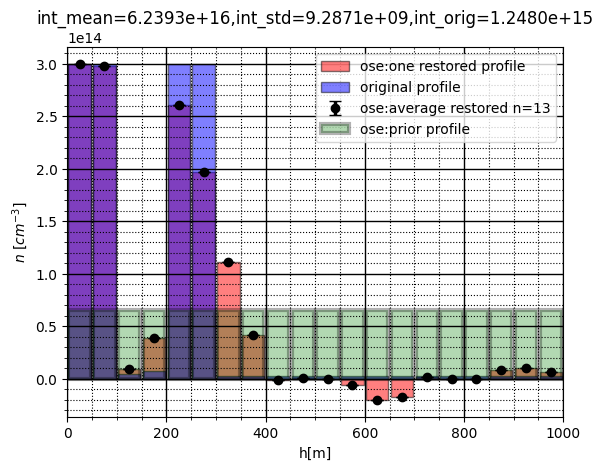 int_mean=6.2393e+16,int_std=9.2871e+09,int_orig=1.2480e+15
1e14
3.0
2.5
2.0
1.5
1.0
0.5
0.0
n [cm⁻³]
ose:one restored profile
original profile
ose:average restored n=13
ose:prior profile
0 200 400 600 800 1000
h[m]